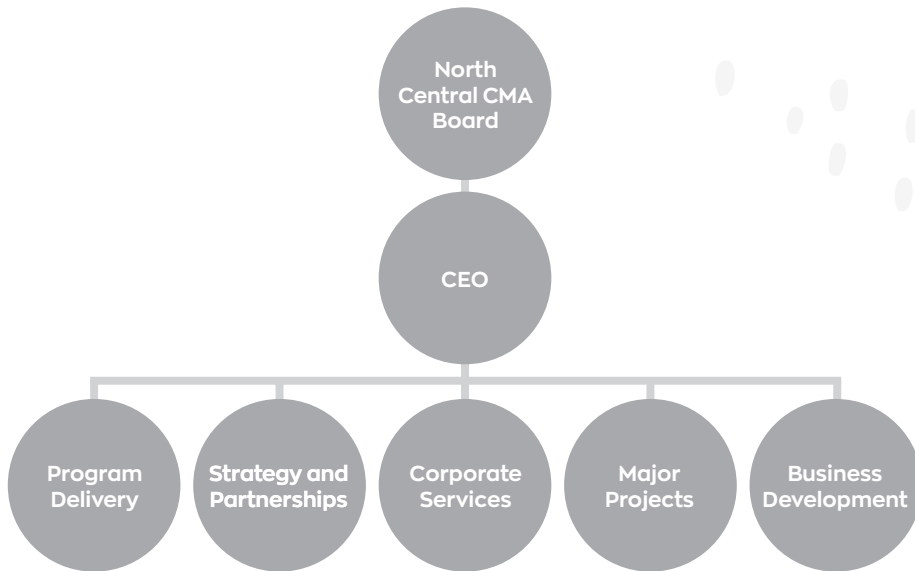 North
Central CMA
Board
CEO
Program
Delivery
Strategy and
Partnerships
Corporate
Services
Major
Projects
Business
Development